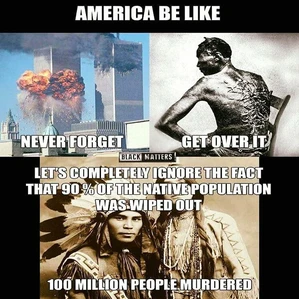 AMERICA BE LIKE
NEVER FORGET
GET OVER IT
BLACK MATTERS
LET'S COMPLETELY IGNORE THE FACT
THAT 90% OF THE NATIVE POPULATION
WAS WIPED OUT
100 MILLION PEOPLE MURDERED